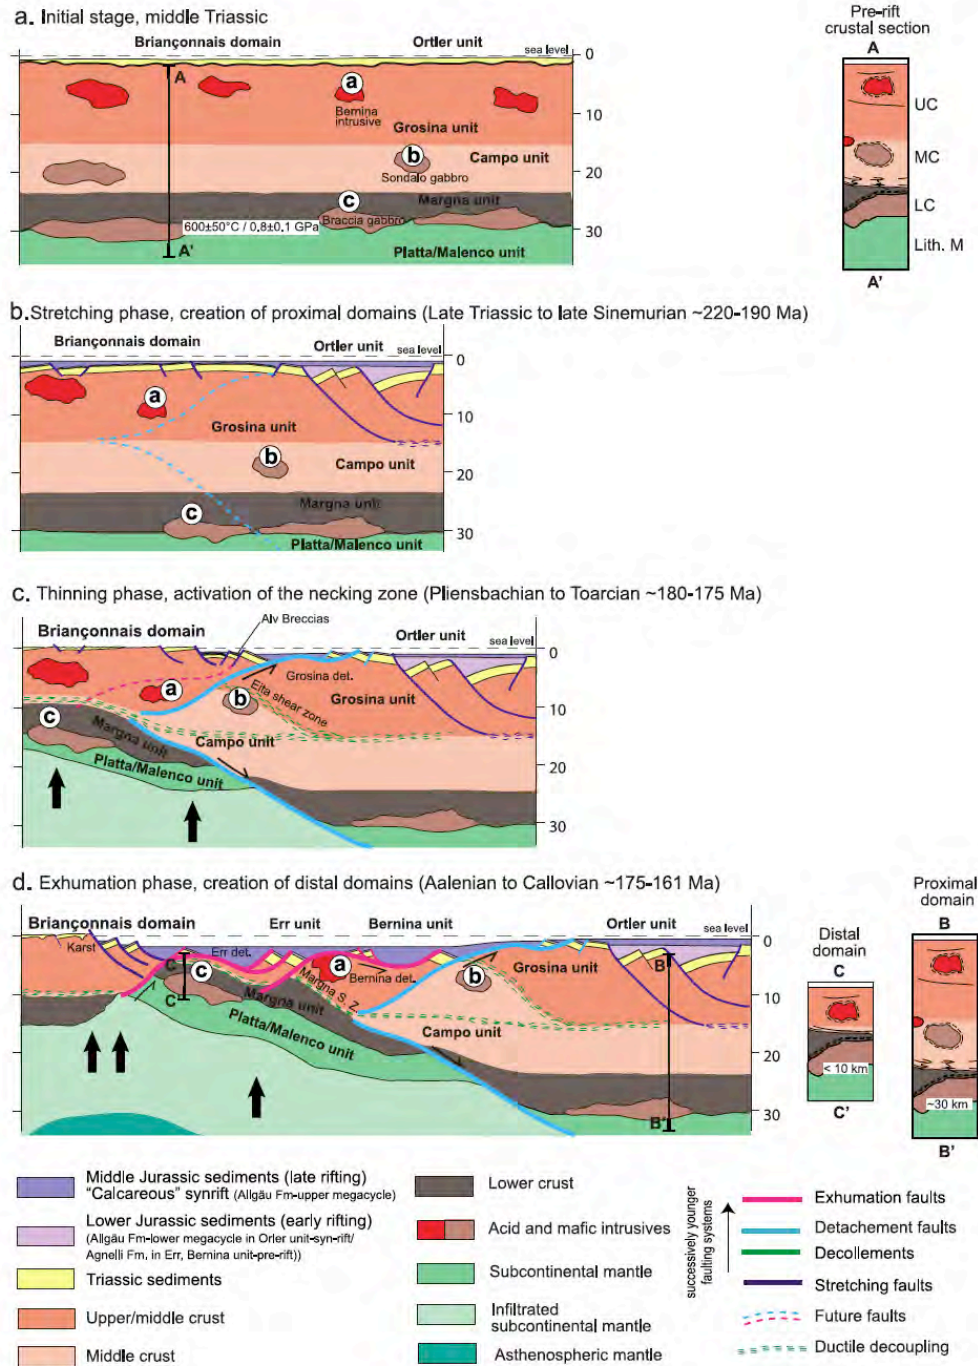 a. Initial stage, middle Triassic
Briançonnais domain
Ortler unit
sea level
0
A
a
Bernina
intrusive
10
Grosina unit
b
Campo unit
Sondalo gabbro
20
c
Margna unit
Braccia gabbro
600±50°C / 0,8±0,1 GPa
30
A'
Platta/Malenco unit
Pre-rift
crustal section
A
UC
MC
LC
Lith. M
A'
b. Stretching phase, creation of proximal domains (Late Triassic to late Sinemurian ~220-190 Ma)
Briançonnais domain
Ortler unit
sea level
0
a
10
Grosina unit
b
Campo unit
20
Margna unit
c
30
Platta/Malenco unit
c. Thinning phase, activation of the necking zone (Pliensbachian to Toarcian ~180-175 Ma)
Alv Breccias
Briançonnais domain
Ortler unit
sea level
0
Grosina det.
a
b
Eita shear zone
Grosina unit
c
10
Margna unit
Campo unit
Platta/Malenco unit
20
30
d. Exhumation phase, creation of distal domains (Aalenian to Callovian ~175-161 Ma)
Briançonnais domain
Err unit
Bernina unit
Ortler unit
sea level
0
Karst
Err det.
C
c
a
Bernina det.
b
B
Grosina unit
C'
Margna S. Z.
10
Margna unit
Platta/Malenco unit
Campo unit
20
B'
30
Distal
domain
C
< 10 km
C'
Proximal
domain
B
~30 km
B'
Middle Jurassic sediments (late rifting)
"Calcareous" synrift (Allgäu Fm-upper megacycle)
Lower Jurassic sediments (early rifting)
(Allgäu Fm-lower megacycle in Orler unit-syn-rift/
Agnelli Fm, in Err, Bernina unit-pre-rift))
Triassic sediments
Upper/middle crust
Middle crust
Lower crust
Acid and mafic intrusives
Subcontinental mantle
Infiltrated
subcontinental mantle
Asthenospheric mantle
successively younger
faulting systems
Exhumation faults
Detachement faults
Decollements
Stretching faults
Future faults
Ductile decoupling